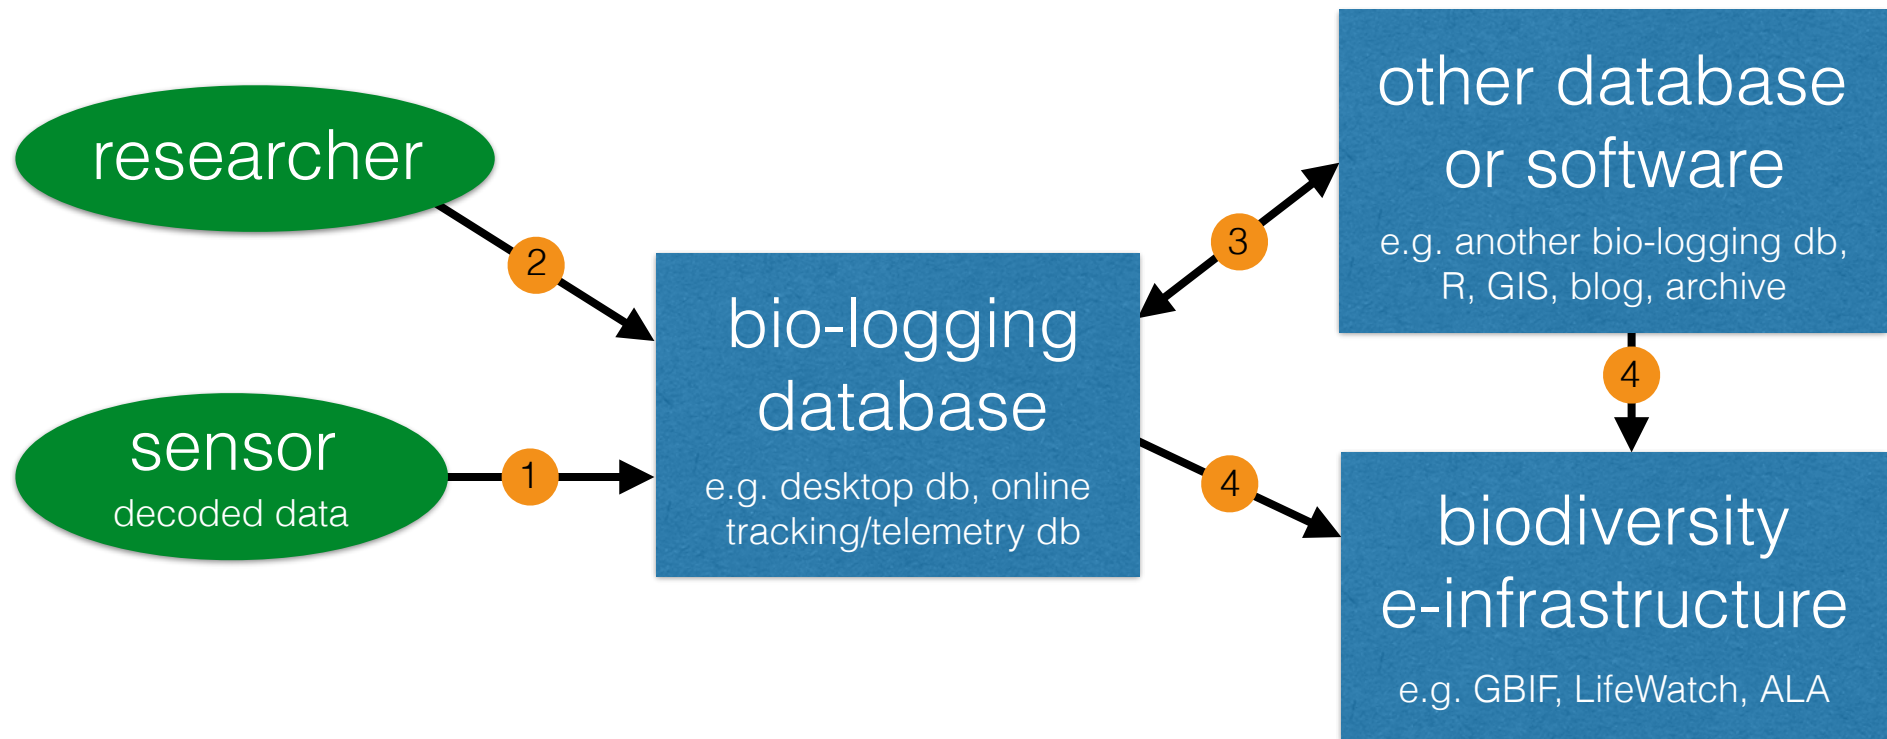 researcher
2
sensor
decoded data
1
bio-logging
database
e.g. desktop db, online
tracking/telemetry db
3
other database
or software
e.g. another bio-logging db,
R, GIS, blog, archive
4
4
biodiversity
e-infrastructure
e.g. GBIF, LifeWatch, ALA